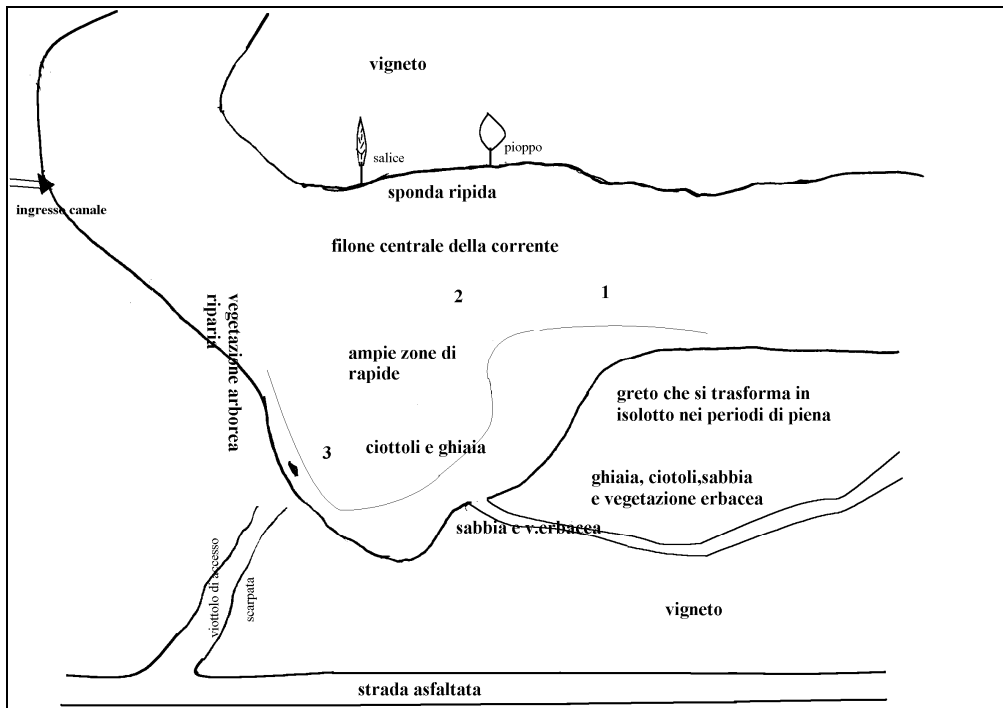 vigneto
salice
pioppo
sponda ripida
ingresso canale
filone centrale della corrente
2
1
vegetazione arborea
riparia
ampie zone di
rapide
greto che si trasforma in
isolotto nei periodi di piena
3
ciottoli e ghiaia
ghiaia, ciotoli,sabbia
e vegetazione erbacea
sabbia e v.erbacea
viottolo di accesso
scarpata
vigneto
strada asfaltata